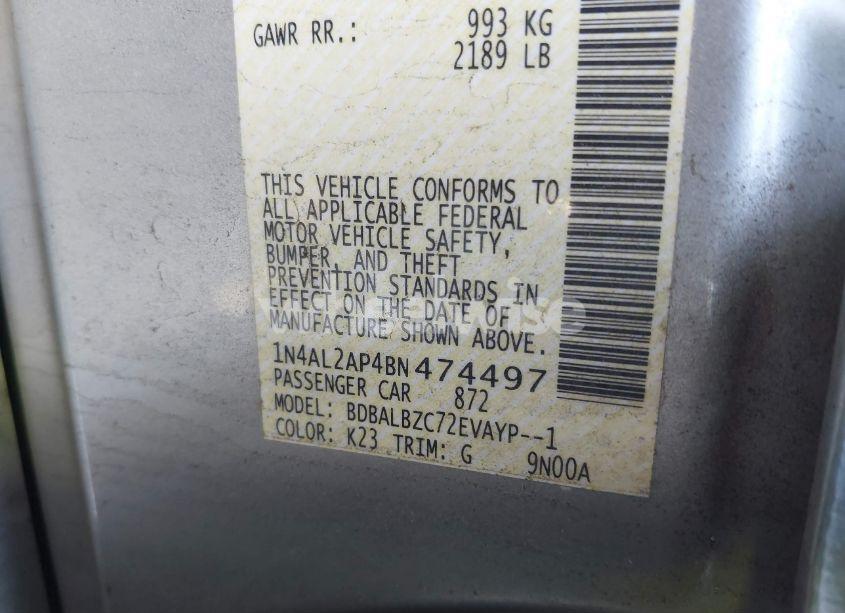 GAWR RR.: 993 KG
2189 LB
THIS VEHICLE CONFORMS TO
ALL APPLICABLE FEDERAL
MOTOR VEHICLE SAFETY,
BUMPER, AND THEFT
PREVENTION STANDARDS IN
EFFECT ON THE DATE OF
MANUFACTURE SHOWN ABOVE.
1N4AL2AP4BN474497
PASSENGER CAR 872
MODEL: BDBALBZC72EVAYP--1
COLOR: K23 TRIM: G 9N00A